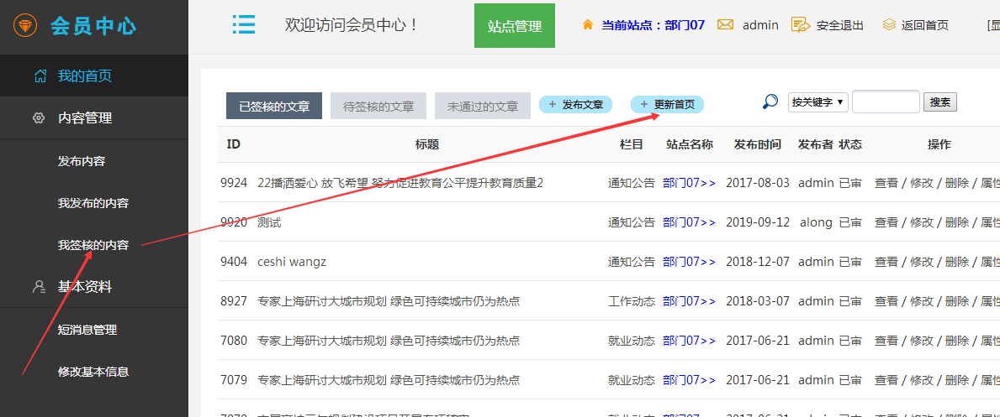 会员中心
欢迎访问会员中心！ 站点管理 当前站点：部门07 admin 安全退出 返回首页 [显
我的首页
内容管理
发布内容
我发布的内容
我签核的内容
基本资料
短消息管理
修改基本信息
已签核的文章 待签核的文章 未通过的文章 + 发布文章 + 更新首页 按关键字 ▼ 搜索
ID 标题 栏目 站点名称 发布时间 发布者 状态 操作
9924 22播洒爱心 放飞希望 努力促进教育公平提升教育质量2 通知公告 部门07>> 2017-08-03 admin 已审 查看 / 修改 / 删除 / 属性
9920 测试 通知公告 部门07>> 2019-09-12 along 已审 查看 / 修改 / 删除 / 属性
9404 ceshi wangz 通知公告 部门07>> 2018-12-07 admin 已审 查看 / 修改 / 删除 / 属性
8927 专家上海研讨大城市规划 绿色可持续城市仍为热点 工作动态 部门07>> 2018-03-07 admin 已审 查看 / 修改 / 删除 / 属性
7080 专家上海研讨大城市规划 绿色可持续城市仍为热点 就业动态 部门07>> 2017-06-21 admin 已审 查看 / 修改 / 删除 / 属性
7079 专家上海研讨大城市规划 绿色可持续城市仍为热点 就业动态 部门07>> 2017-06-21 admin 已审 查看 / 修改 / 删除 / 属性